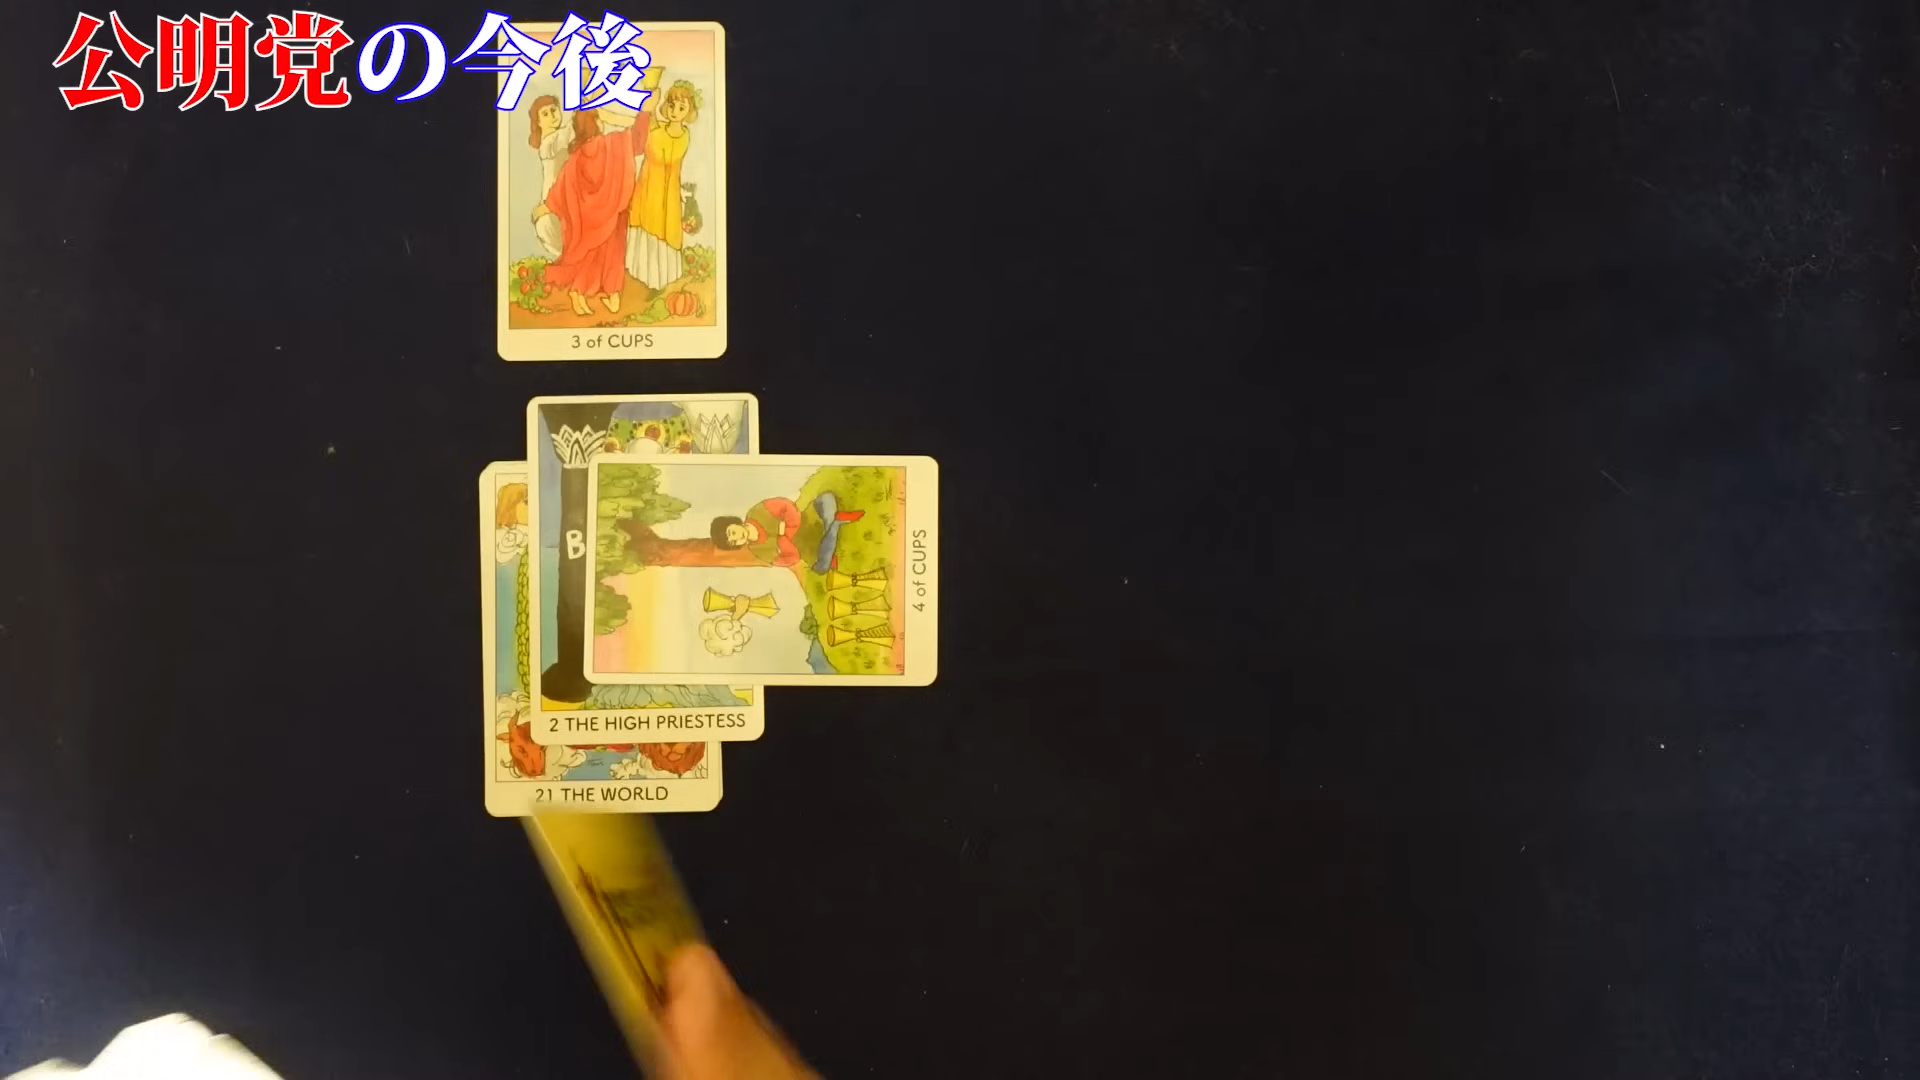 公明党の今後
3 of CUPS
B
4 of CUPS
2 THE HIGH PRIESTESS
21 THE WORLD